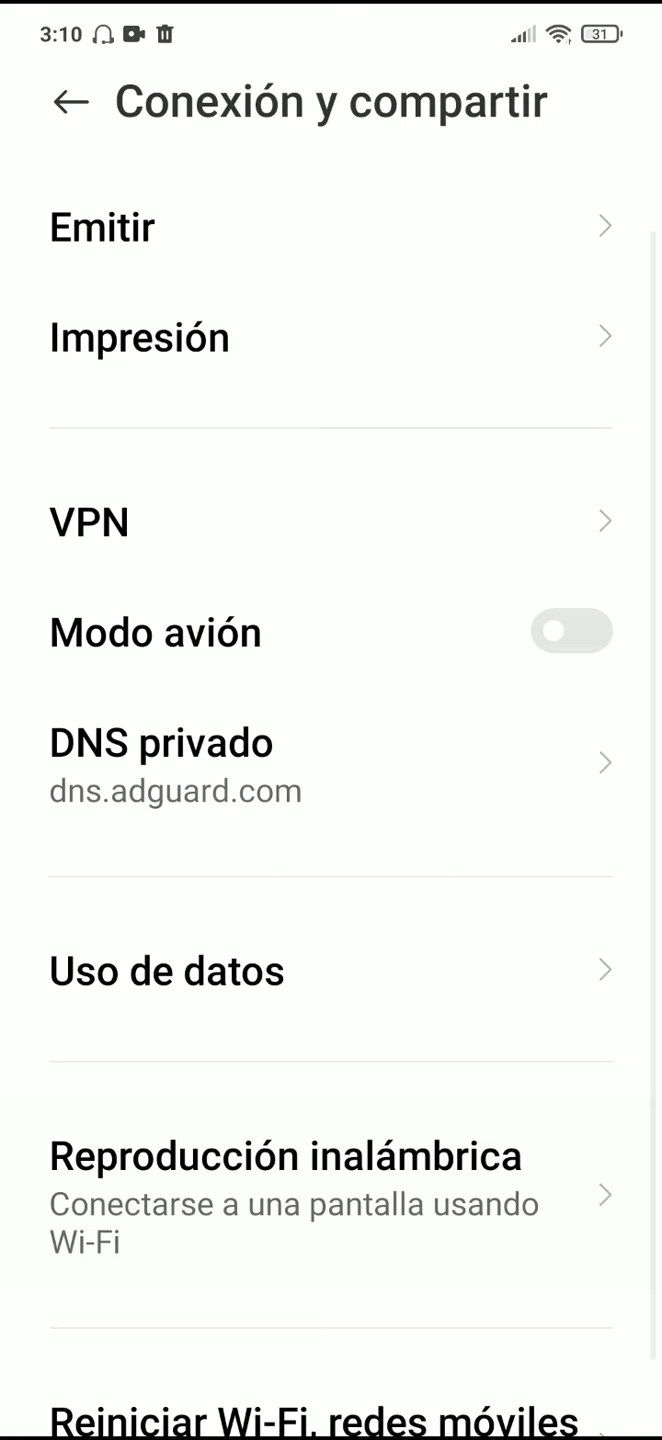 3:10
31
Conexión y compartir
Emitir
Impresión
VPN
Modo avión
DNS privado
dns.adguard.com
Uso de datos
Reproducción inalámbrica
Conectarse a una pantalla usando
Wi-Fi
Reiniciar Wi-Fi, redes móviles